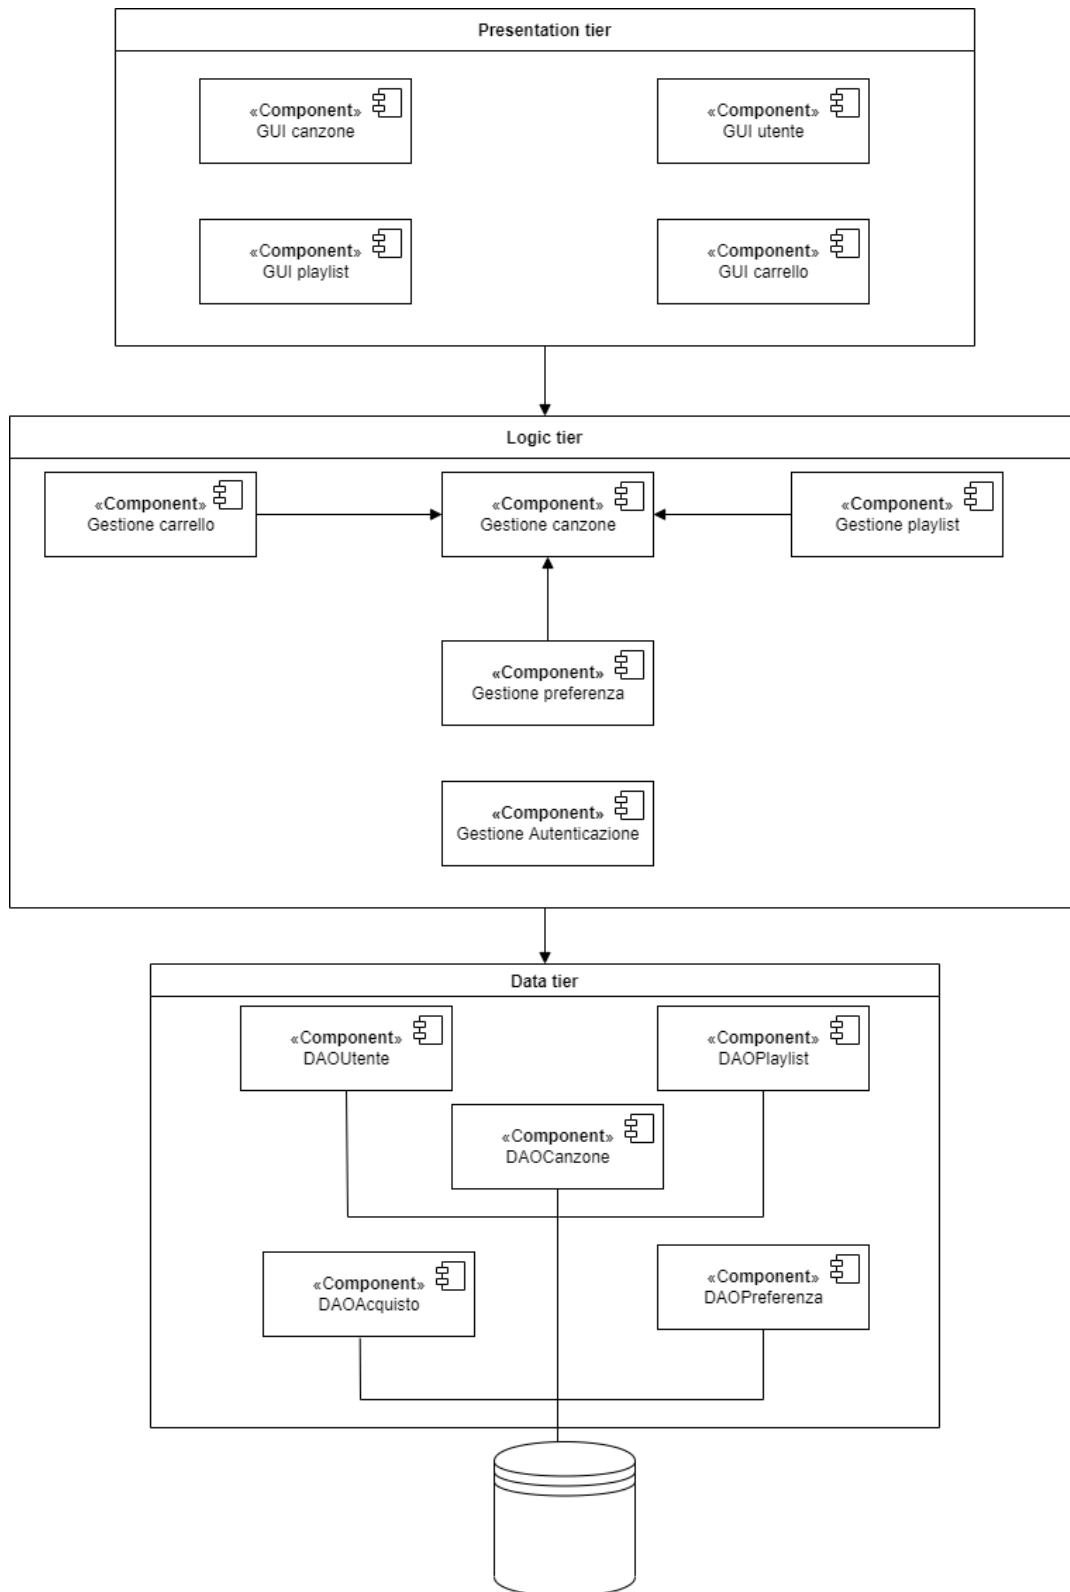 Presentation tier
«Component»
GUI canzone
«Component»
GUI utente
«Component»
GUI playlist
«Component»
GUI carrello
Logic tier
«Component»
Gestione carrello
«Component»
Gestione canzone
«Component»
Gestione playlist
«Component»
Gestione preferenza
«Component»
Gestione Autenticazione
Data tier
«Component»
DAOUtente
«Component»
DAOPlaylist
«Component»
DAOCanzone
«Component»
DAOAcquisto
«Component»
DAOPreferenza